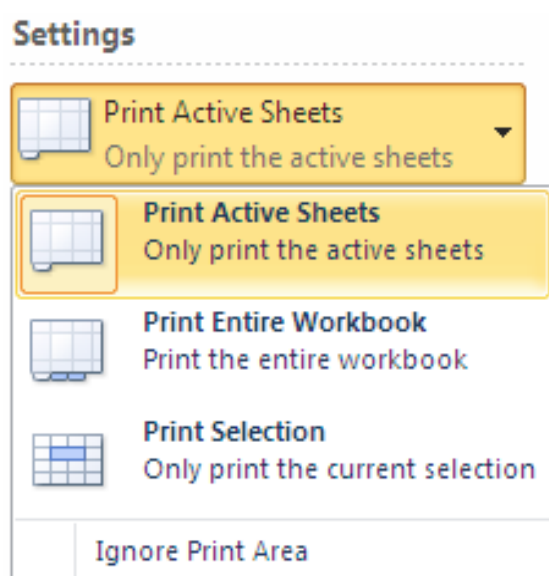 Settings
Print Active Sheets
Only print the active sheets
Print Active Sheets
Only print the active sheets
Print Entire Workbook
Print the entire workbook
Print Selection
Only print the current selection
Ignore Print Area